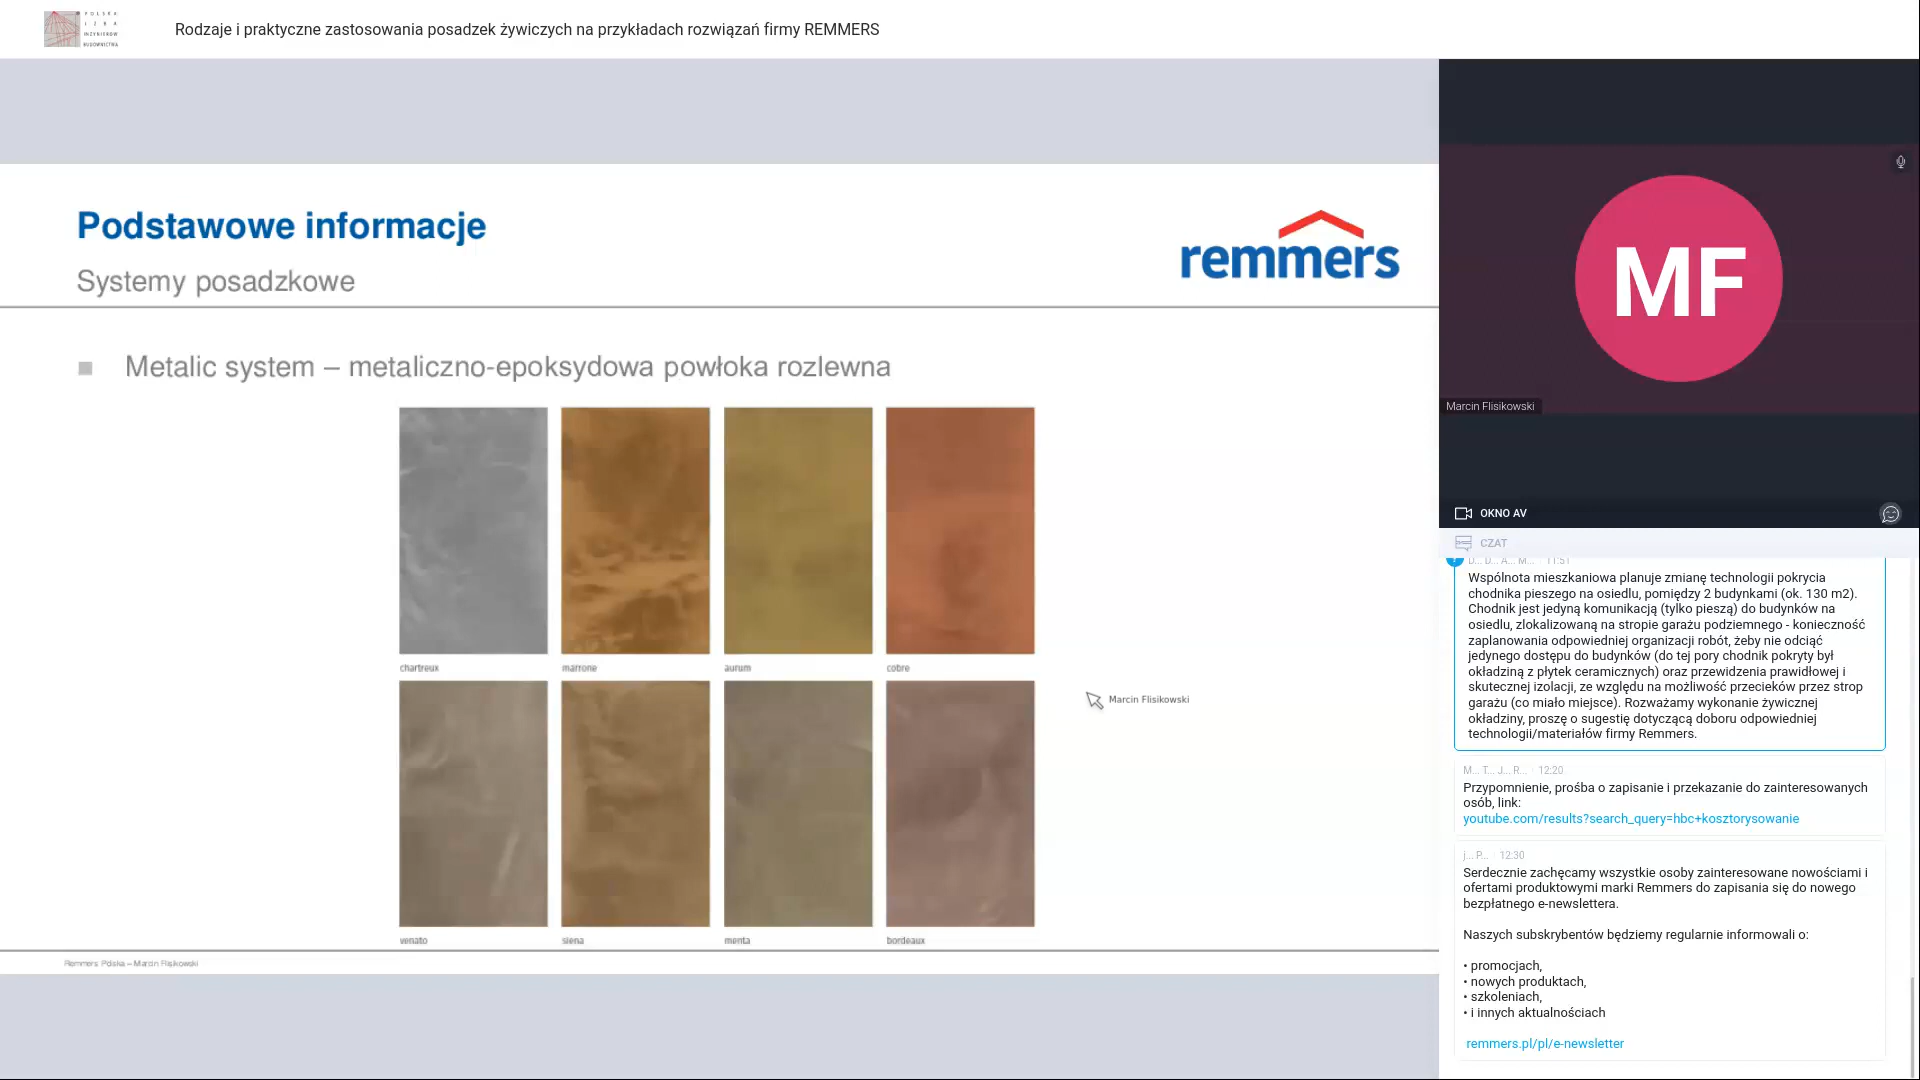 POLSKA
IZBA
INŻYNIERÓW
BUDOWNICTWA
Rodzaje i praktyczne zastosowania posadzek żywiczych na przykładach rozwiązań firmy REMMERS
Podstawowe informacje
Systemy posadzkowe
remmers
Metalic system – metaliczno-epoksydowa powłoka rozlewna
chartreux
marrone
aurum
cobre
venato
siena
menta
bordeaux
Marcin Flisikowski
Remmers Polska – Marcin Flisikowski
MF
Marcin Flisikowski
OKNO AV
CZAT
D... D... A... M... · 11:51
Wspólnota mieszkaniowa planuje zmianę technologii pokrycia
chodnika pieszego na osiedlu, pomiędzy 2 budynkami (ok. 130 m2).
Chodnik jest jedyną komunikacją (tylko pieszą) do budynków na
osiedlu, zlokalizowaną na stropie garażu podziemnego - konieczność
zaplanowania odpowiedniej organizacji robót, żeby nie odciąć
jedynego dostępu do budynków (do tej pory chodnik pokryty był
okładziną z płytek ceramicznych) oraz przewidzenia prawidłowej i
skutecznej izolacji, ze względu na możliwość przecieków przez strop
garażu (co miało miejsce). Rozważamy wykonanie żywicznej
okładziny, proszę o sugestię dotyczącą doboru odpowiedniej
technologii/materiałów firmy Remmers.
M... T... J... R... · 12:20
Przypomnienie, prośba o zapisanie i przekazanie do zainteresowanych
osób, link:
youtube.com/results?search_query=hbc+kosztorysowanie
j... P... · 12:30
Serdecznie zachęcamy wszystkie osoby zainteresowane nowościami i
ofertami produktowymi marki Remmers do zapisania się do nowego
bezpłatnego e-newslettera.
Naszych subskrybentów będziemy regularnie informowali o:
• promocjach,
• nowych produktach,
• szkoleniach,
• i innych aktualnościach
remmers.pl/pl/e-newsletter